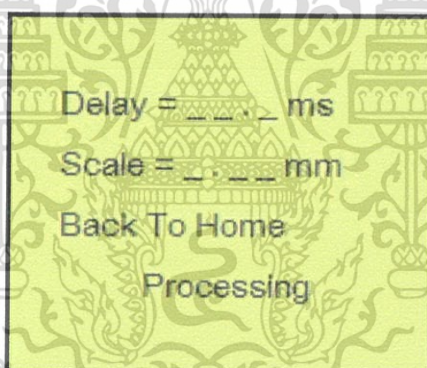 Delay = _ _ . _ ms
Scale = _ . _ _ mm
Back To Home
Processing